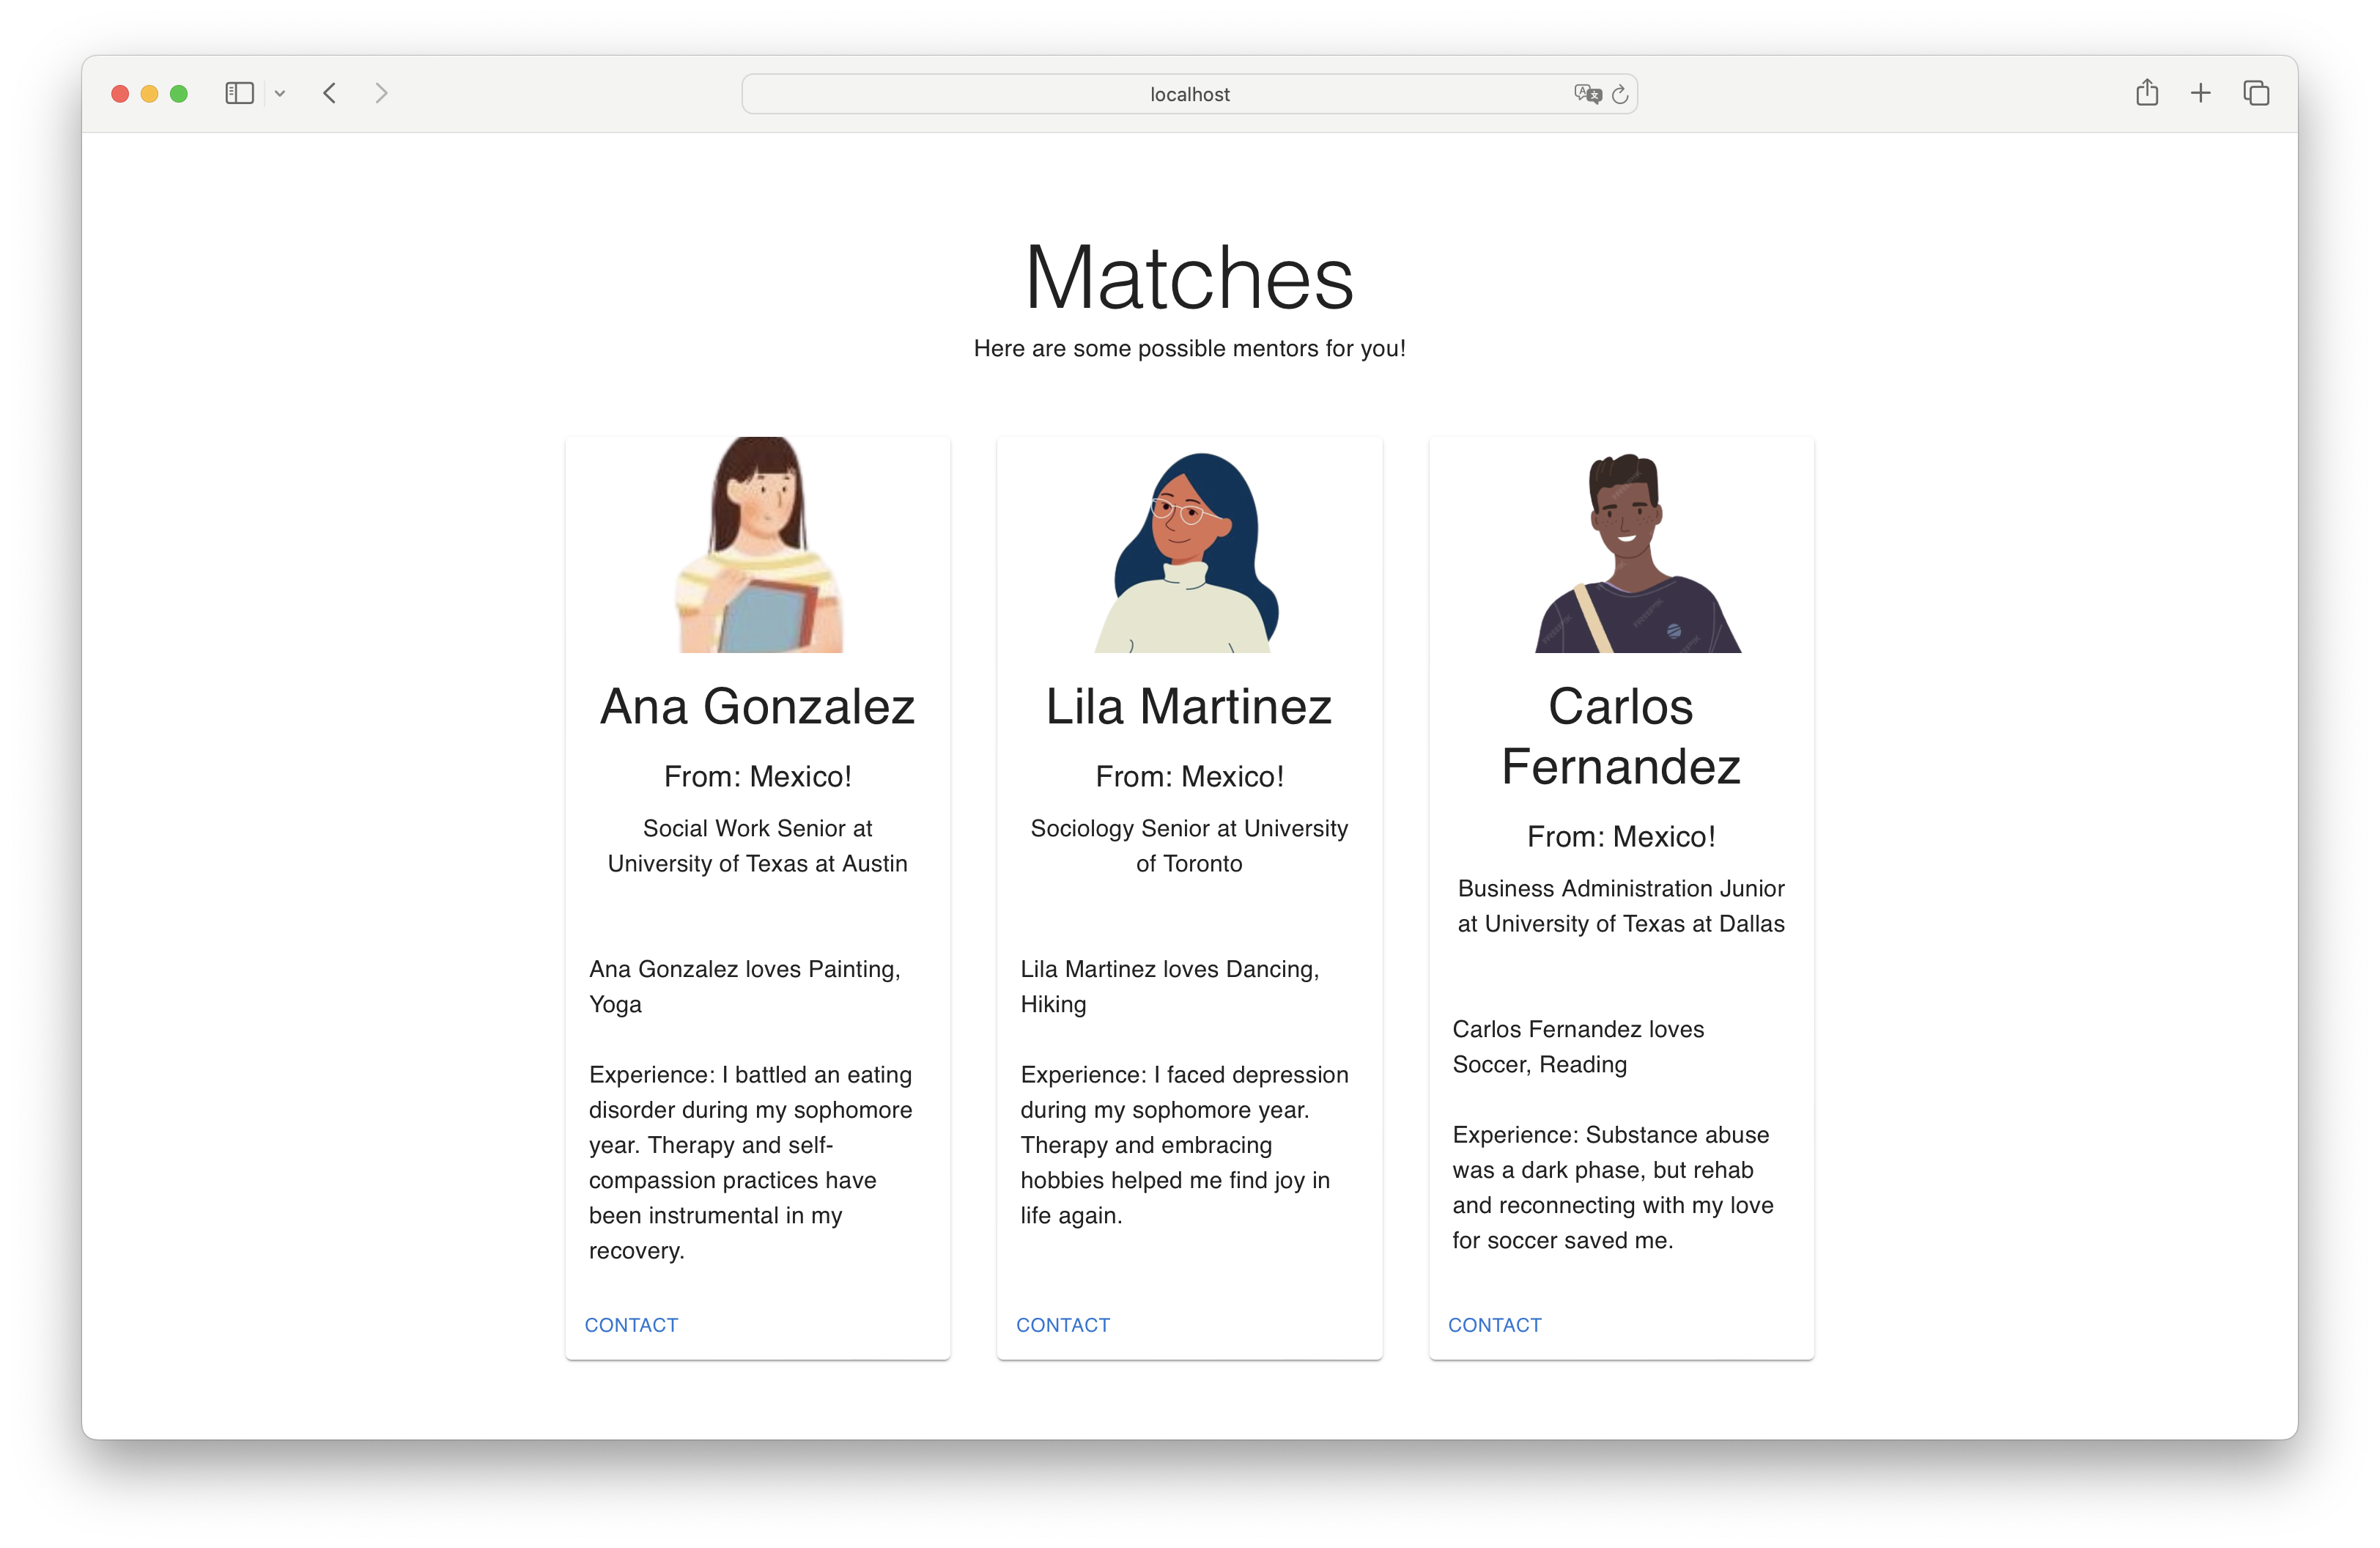 localhost
Matches
Here are some possible mentors for you!
Ana Gonzalez
From: Mexico!
Social Work Senior at
University of Texas at Austin
Ana Gonzalez loves Painting,
Yoga
Experience: I battled an eating
disorder during my sophomore
year. Therapy and self-
compassion practices have
been instrumental in my
recovery.
CONTACT
Lila Martinez
From: Mexico!
Sociology Senior at University
of Toronto
Lila Martinez loves Dancing,
Hiking
Experience: I faced depression
during my sophomore year.
Therapy and embracing
hobbies helped me find joy in
life again.
CONTACT
Carlos
Fernandez
From: Mexico!
Business Administration Junior
at University of Texas at Dallas
Carlos Fernandez loves
Soccer, Reading
Experience: Substance abuse
was a dark phase, but rehab
and reconnecting with my love
for soccer saved me.
CONTACT